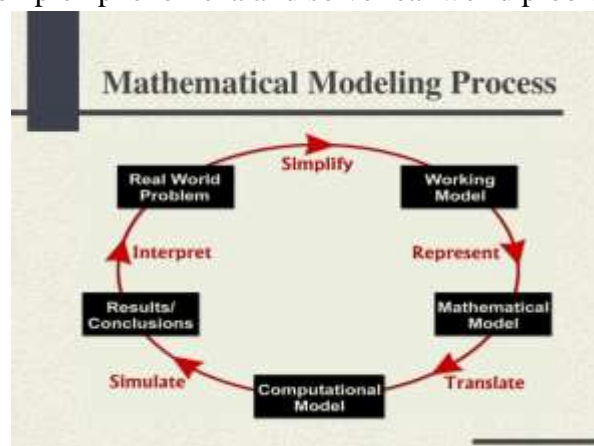 Mathematical Modeling Process
Simplify
Real World
Problem
Working
Model
Interpret
Represent
Results/
Conclusions
Mathematical
Model
Simulate
Translate
Computational
Model